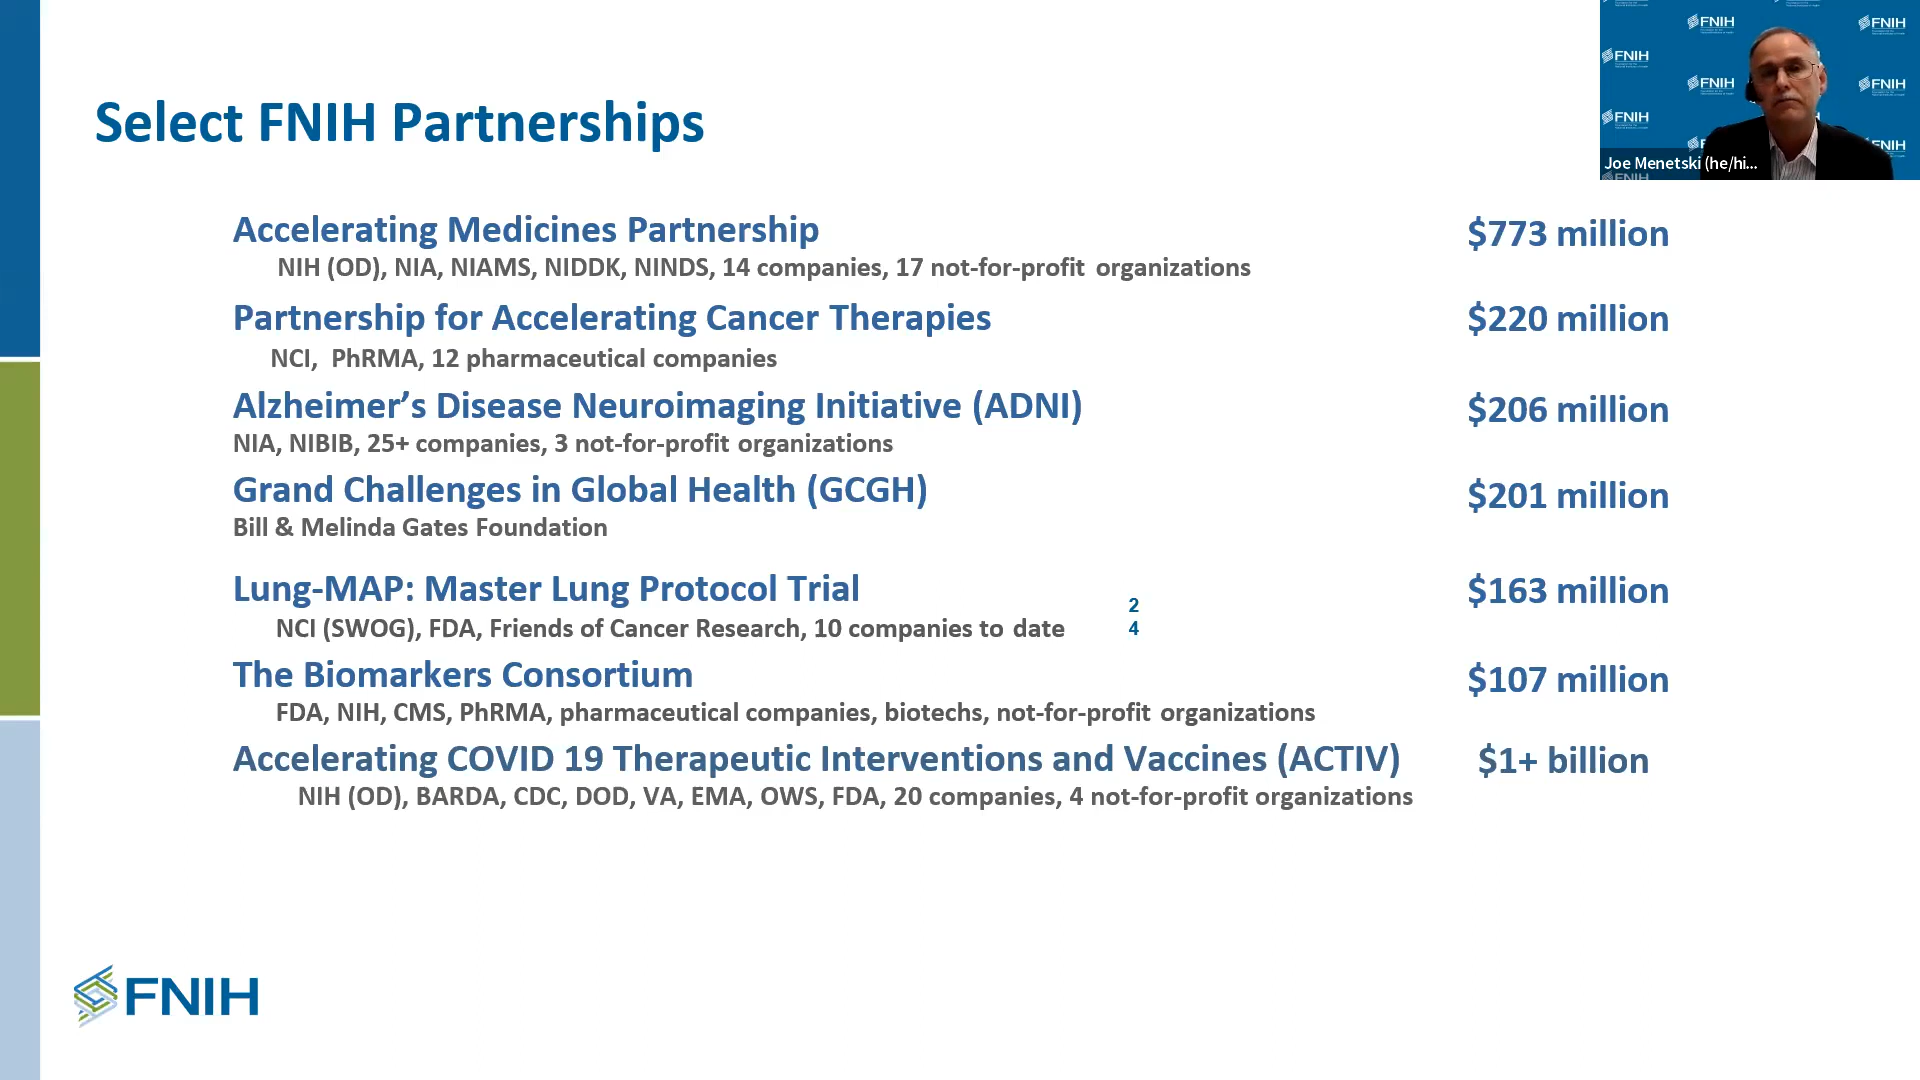 Select FNIH Partnerships
FNIH
FNIH
FNIH
FNIH
FNIH
FNIH
FNIH
Joe Menetski (he/hi...
FNIH
Accelerating Medicines Partnership $773 million
NIH (OD), NIA, NIAMS, NIDDK, NINDS, 14 companies, 17 not-for-profit organizations
Partnership for Accelerating Cancer Therapies $220 million
NCI, PhRMA, 12 pharmaceutical companies
Alzheimer’s Disease Neuroimaging Initiative (ADNI) $206 million
NIA, NIBIB, 25+ companies, 3 not-for-profit organizations
Grand Challenges in Global Health (GCGH) $201 million
Bill & Melinda Gates Foundation
Lung-MAP: Master Lung Protocol Trial $163 million
2
4
NCI (SWOG), FDA, Friends of Cancer Research, 10 companies to date
The Biomarkers Consortium $107 million
FDA, NIH, CMS, PhRMA, pharmaceutical companies, biotechs, not-for-profit organizations
Accelerating COVID 19 Therapeutic Interventions and Vaccines (ACTIV) $1+ billion
NIH (OD), BARDA, CDC, DOD, VA, EMA, OWS, FDA, 20 companies, 4 not-for-profit organizations
FNIH